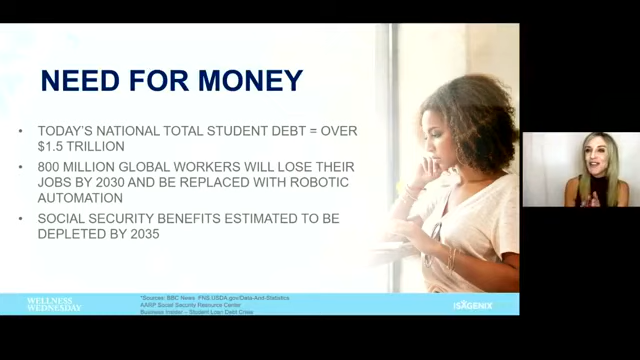 NEED FOR MONEY
• TODAY'S NATIONAL TOTAL STUDENT DEBT = OVER
$1.5 TRILLION
• 800 MILLION GLOBAL WORKERS WILL LOSE THEIR
JOBS BY 2030 AND BE REPLACED WITH ROBOTIC
AUTOMATION
• SOCIAL SECURITY BENEFITS ESTIMATED TO BE
DEPLETED BY 2035
WELLNESS
WEDNESDAY
*Sources: BBC News FNS.USDA.gov/Data-And-Statistics
AARP Social Security Resource Center
Business Insider – Student Loan Debt Crisis
ISAGENIX